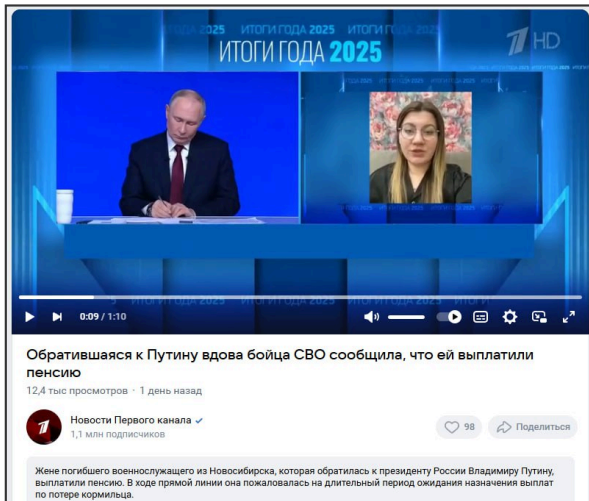 2025 ИТОГИ ГОДА 2025 ИТОГИ
ИТОГИ ГОДА 2025
HD
0:09 / 1:10
Обратившаяся к Путину вдова бойца СВО сообщила, что ей выплатили
пенсию
12,4 тыс просмотров · 1 день назад
Новости Первого канала
1,1 млн подписчиков
98
Поделиться
Жене погибшего военнослужащего из Новосибирска, которая обратилась к президенту России Владимиру Путину,
выплатили пенсию. В ходе прямой линии она пожаловалась на длительный период ожидания назначения выплат
по потере кормильца.